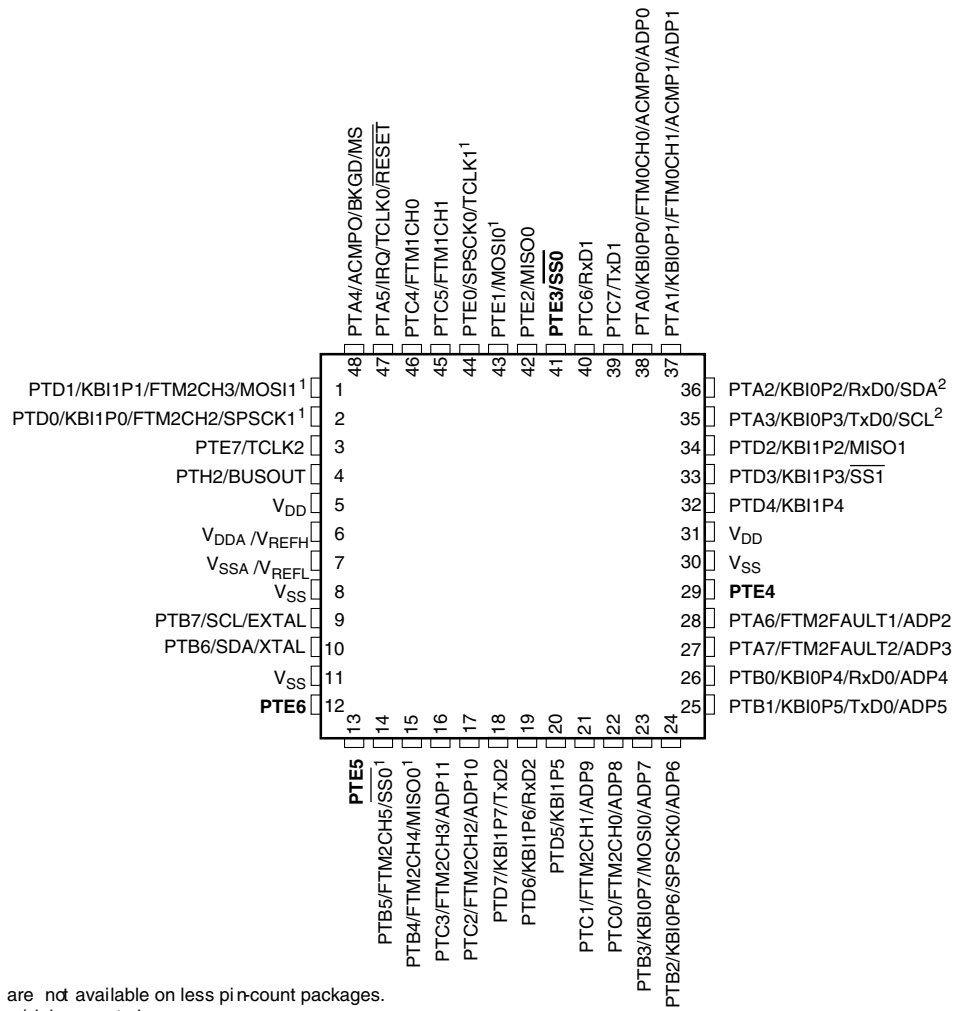 PTA4/ACMPO/BKGD/MS
PTA5/IRQ/TCLK0/RESET
PTC4/FTM1CH0
PTC5/FTM1CH1
PTE0/SPSCK0/TCLK1¹
PTE1/MOSI0¹
PTE2/MISO0
PTE3/SS0
PTC6/RxD1
PTC7/TxD1
PTA0/KBI0P0/FTM0CH0/ACMP0/ADP0
PTA1/KBI0P1/FTM0CH1/ACMP1/ADP1
48 47 46 45 44 43 42 41 40 39 38 37
PTD1/KBI1P1/FTM2CH3/MOSI1¹ 1
PTD0/KBI1P0/FTM2CH2/SPSCK1¹ 2
PTE7/TCLK2 3
PTH2/BUSOUT 4
VDD 5
VDDA /VREFH 6
VSSA /VREFL 7
VSS 8
PTB7/SCL/EXTAL 9
PTB6/SDA/XTAL 10
VSS 11
PTE6 12
36 PTA2/KBI0P2/RxD0/SDA²
35 PTA3/KBI0P3/TxD0/SCL²
34 PTD2/KBI1P2/MISO1
33 PTD3/KBI1P3/SS1
32 PTD4/KBI1P4
31 VDD
30 VSS
29 PTE4
28 PTA6/FTM2FAULT1/ADP2
27 PTA7/FTM2FAULT2/ADP3
26 PTB0/KBI0P4/RxD0/ADP4
25 PTB1/KBI0P5/TxD0/ADP5
13 14 15 16 17 18 19 20 21 22 23 24
PTE5
PTB5/FTM2CH5/SS0¹
PTB4/FTM2CH4/MISO0¹
PTC3/FTM2CH3/ADP11
PTC2/FTM2CH2/ADP10
PTD7/KBI1P7/TxD2
PTD6/KBI1P6/RxD2
PTD5/KBI1P5
PTC1/FTM2CH1/ADP9
PTC0/FTM2CH0/ADP8
PTB3/KBI0P7/MOSI0/ADP7
PTB2/KBI0P6/SPSCK0/ADP6
are not available on less pin-count packages.